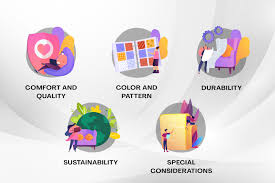 COMFORT AND
QUALITY
COLOR AND
PATTERN
DURABILITY
SUSTAINABILITY
SPECIAL
CONSIDERATIONS